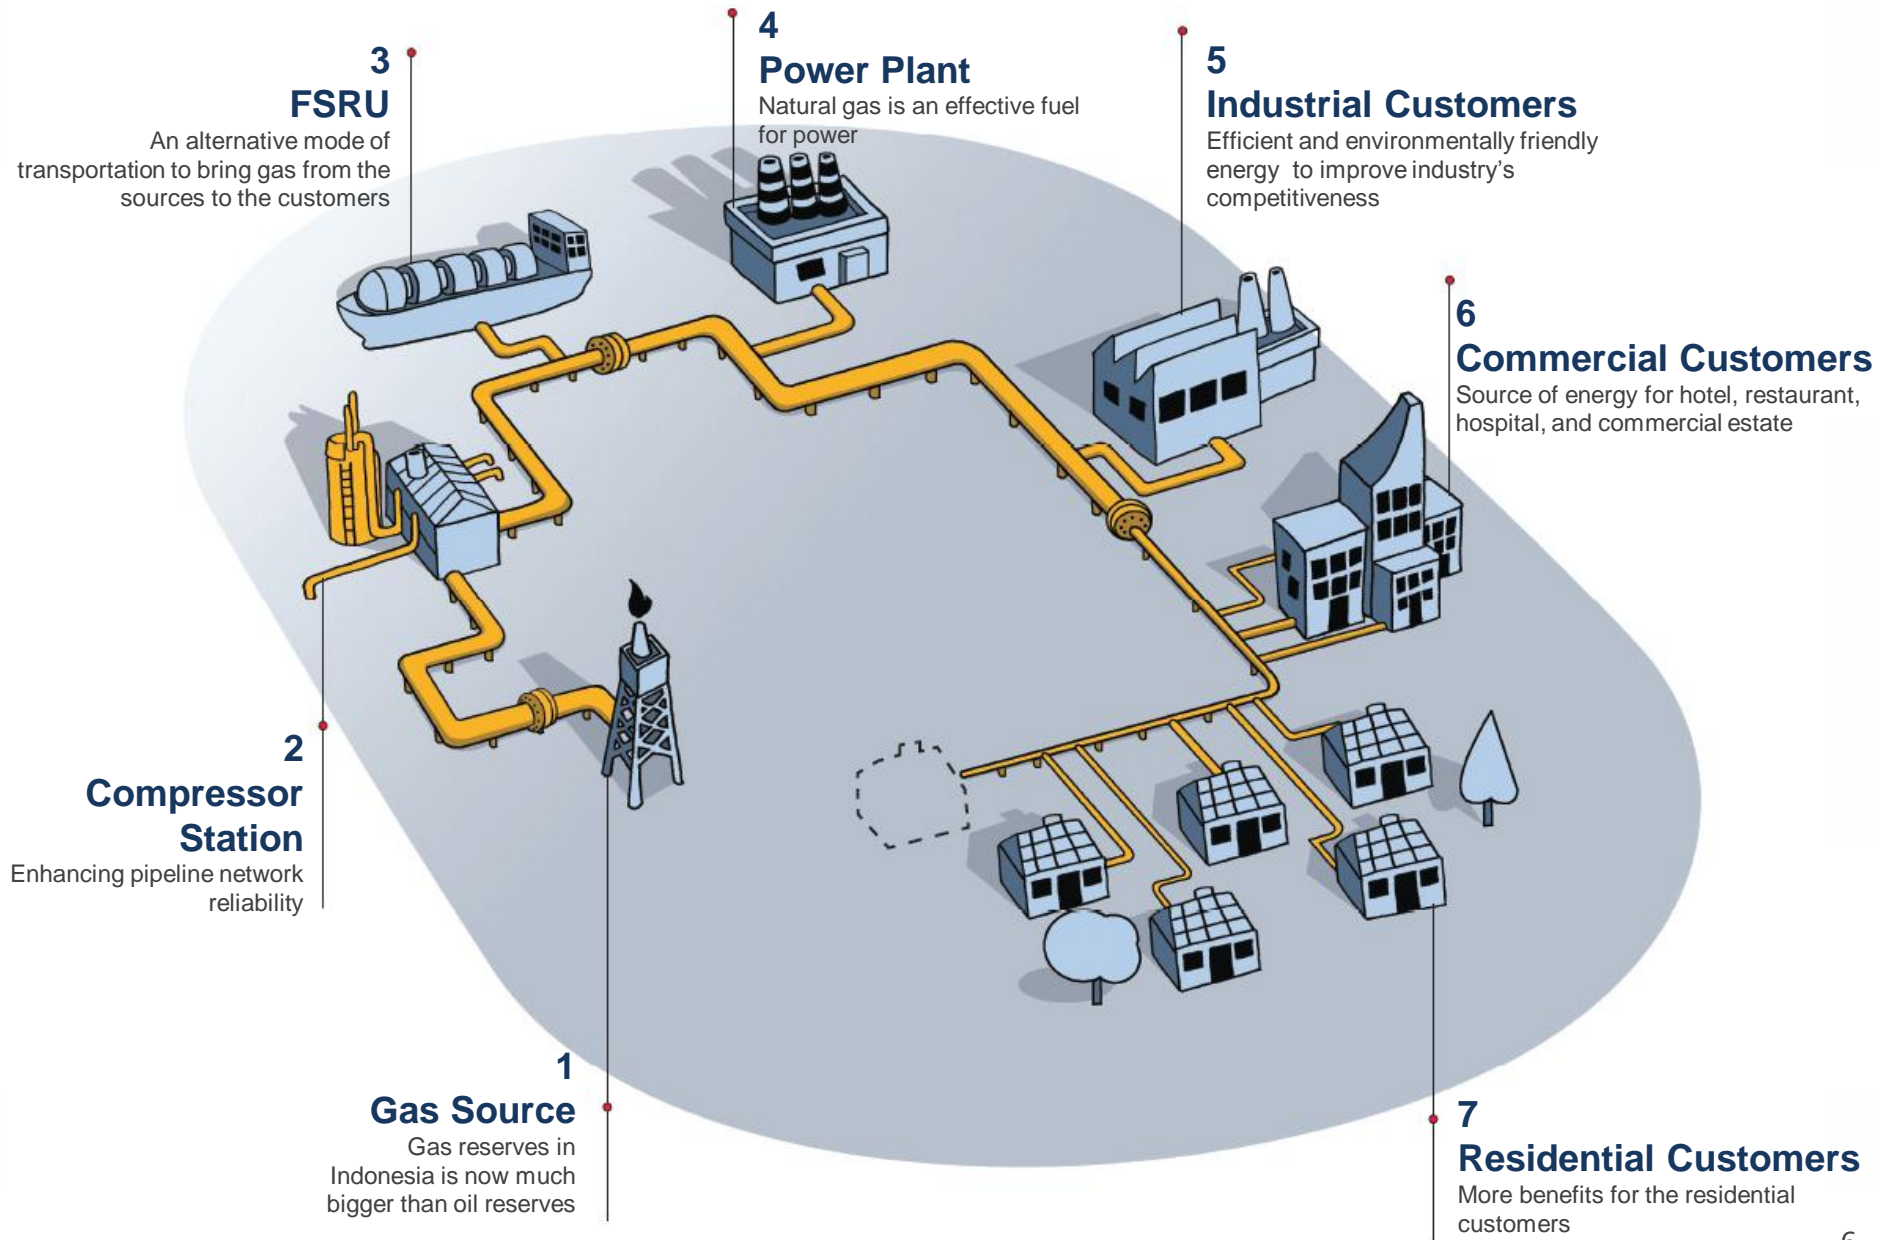 3
FSRU
An alternative mode of
transportation to bring gas from the
sources to the customers
4
Power Plant
Natural gas is an effective fuel
for power
5
Industrial Customers
Efficient and environmentally friendly
energy to improve industry’s
competitiveness
6
Commercial Customers
Source of energy for hotel, restaurant,
hospital, and commercial estate
2
Compressor
Station
Enhancing pipeline network
reliability
1
Gas Source
Gas reserves in
Indonesia is now much
bigger than oil reserves
7
Residential Customers
More benefits for the residential
customers